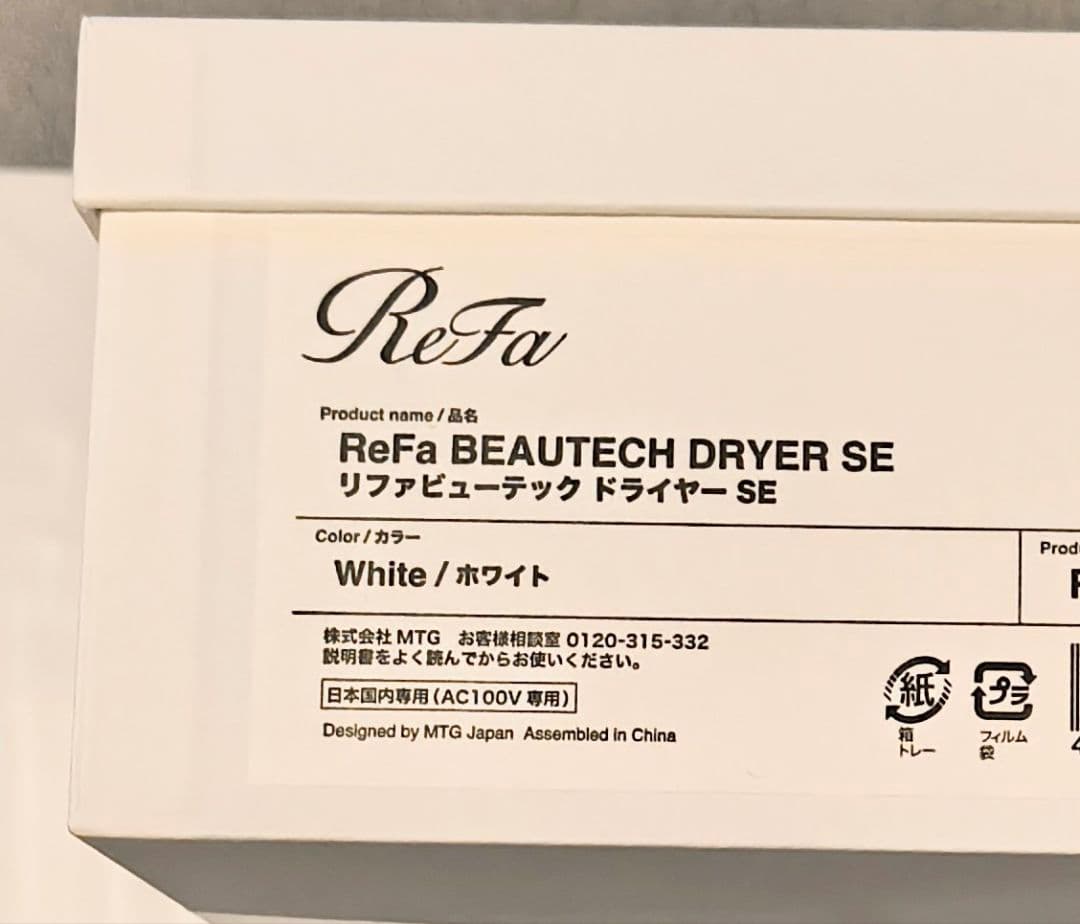 ReFa
Product name / 品名
ReFa BEAUTECH DRYER SE
リファビューテック ドライヤー SE
Color / カラー
White / ホワイト
Prod
株式会社 MTG お客様相談室 0120-315-332
説明書をよく読んでからお使いください。
日本国内専用(AC100V 専用)
Designed by MTG Japan Assembled in China
紙
箱
トレー
プラ
フィルム
袋
4